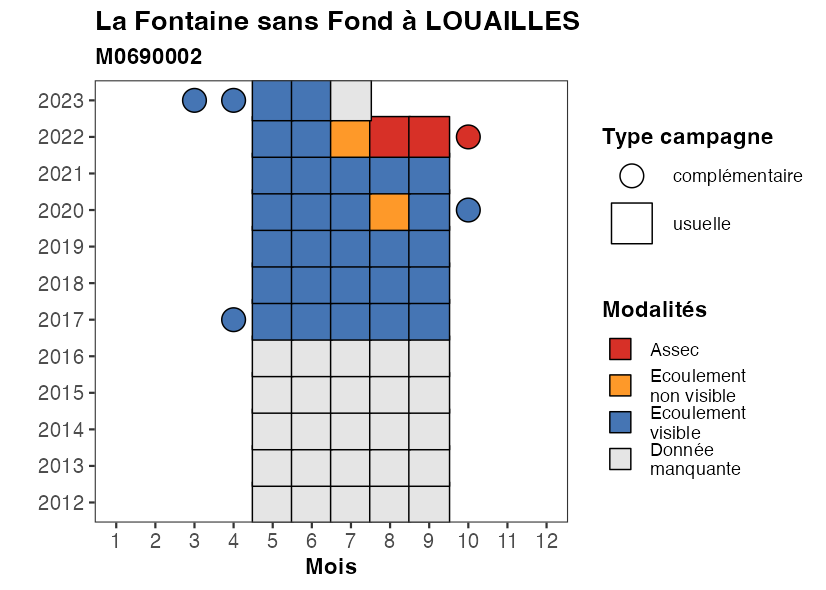 La Fontaine sans Fond à LOUAILLES
M0690002
2023
2022
2021
2020
2019
2018
2017
2016
2015
2014
2013
2012
1 2 3 4 5 6 7 8 9 10 11 12
Mois
Type campagne
complémentaire
usuelle
Modalités
Assec
Ecoulement
non visible
Ecoulement
visible
Donnée
manquante